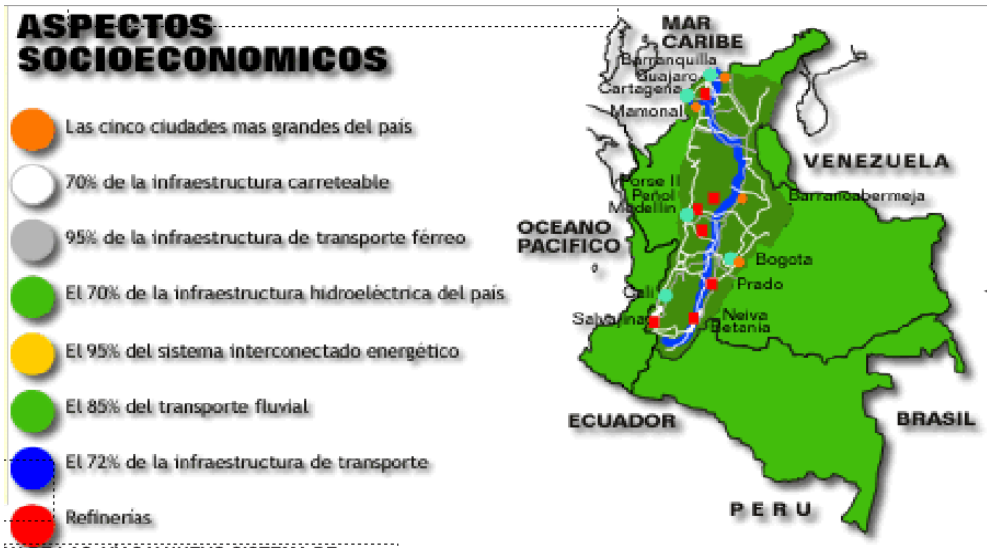 ASPECTOS
SOCIOECONOMICOS
Las cinco ciudades mas grandes del país
70% de la infraestructura carreteable
95% de la infraestructura de transporte férreo
El 70% de la infraestructura hidroeléctrica del país
El 95% del sistema interconectado energético
El 85% del transporte fluvial
El 72% de la infraestructura de transporte
Refinerías
MAR
CARIBE
Barranquilla
Guajaro
Cartagena
Mamonal
VENEZUELA
Porse II
Peñol
Medellin
Barrancabermeja
OCEANO
PACIFICO
Bogota
Prado
Cali
Salvajina
Neiva
Betania
ECUADOR
BRASIL
PERU